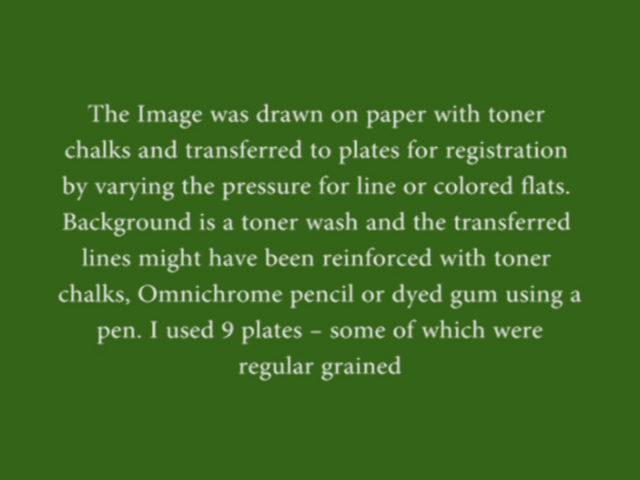 The Image was drawn on paper with toner
chalks and transferred to plates for registration
by varying the pressure for line or colored flats.
Background is a toner wash and the transferred
lines might have been reinforced with toner
chalks, Omnichrome pencil or dyed gum using a
pen. I used 9 plates – some of which were
regular grained